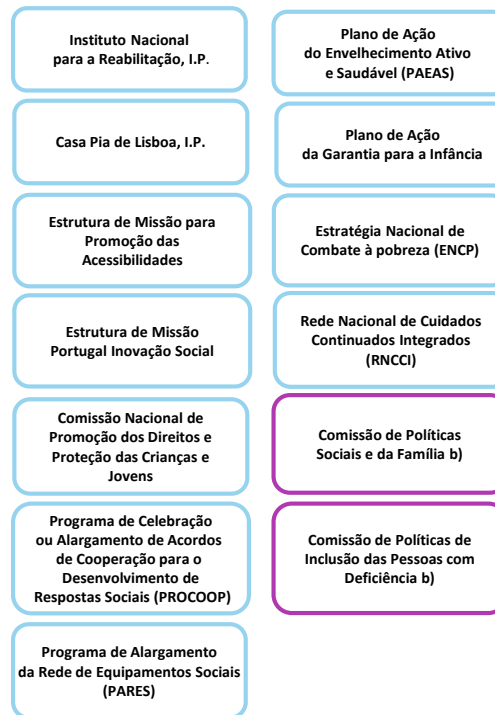 Instituto Nacional
para a Reabilitação, I.P.
Casa Pia de Lisboa, I.P.
Estrutura de Missão para
Promoção das
Acessibilidades
Estrutura de Missão
Portugal Inovação Social
Comissão Nacional de
Promoção dos Direitos e
Proteção das Crianças e
Jovens
Programa de Celebração
ou Alargamento de Acordos
de Cooperação para o
Desenvolvimento de
Respostas Sociais (PROCOOP)
Programa de Alargamento
da Rede de Equipamentos Sociais
(PARES)
Plano de Ação
do Envelhecimento Ativo
e Saudável (PAEAS)
Plano de Ação
da Garantia para a Infância
Estratégia Nacional de
Combate à pobreza (ENCP)
Rede Nacional de Cuidados
Continuados Integrados
(RNCCI)
Comissão de Políticas
Sociais e da Família b)
Comissão de Políticas de
Inclusão das Pessoas com
Deficiência b)